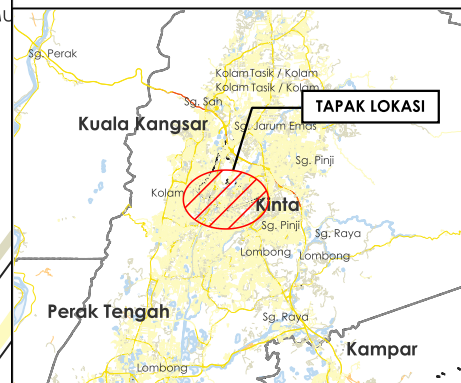 Sg. Perak
Kolam Tasik / Kolam
Kolam Tasik / Kolam
Sg. Sah
TAPAK LOKASI
Kuala Kangsar
Sg. Jarum Emas
Sg. Pinji
Kolam
Kinta
Sg. Pinji
Sg. Raya
Lombong
Lombong
Perak Tengah
Sg. Raya
Kampar
Lombong